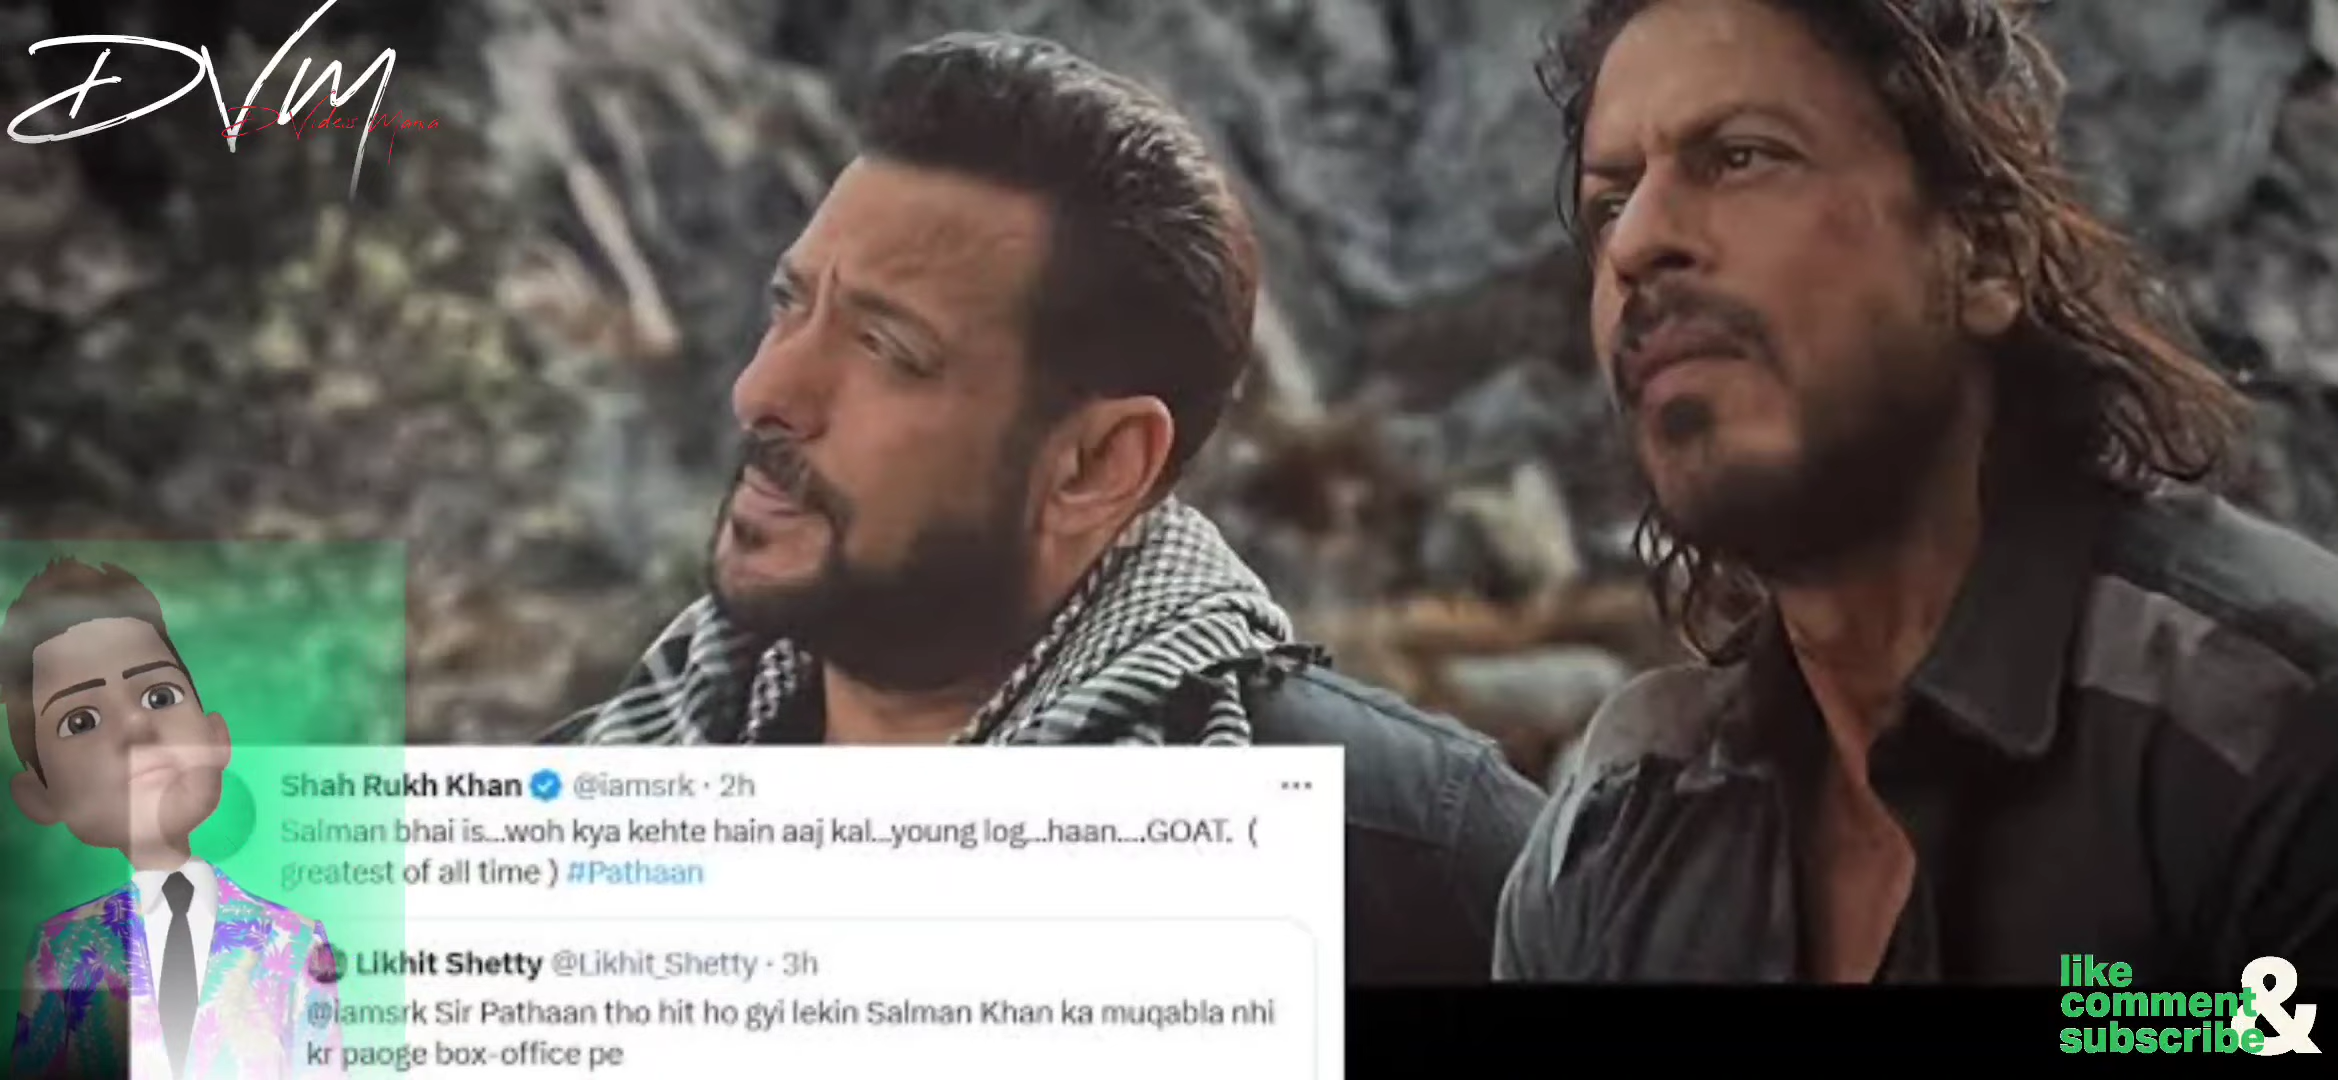 DVM
D Videos Mania
Shah Rukh Khan @iamsrk · 2h
Salman bhai is...woh kya kehte hain aaj kal...young log...haan....GOAT. (
greatest of all time ) #Pathaan
Likhit Shetty @Likhit_Shetty · 3h
@iamsrk Sir Pathaan tho hit ho gyi lekin Salman Khan ka muqabla nhi
kr paoge box-office pe
like
comment &
subscribe